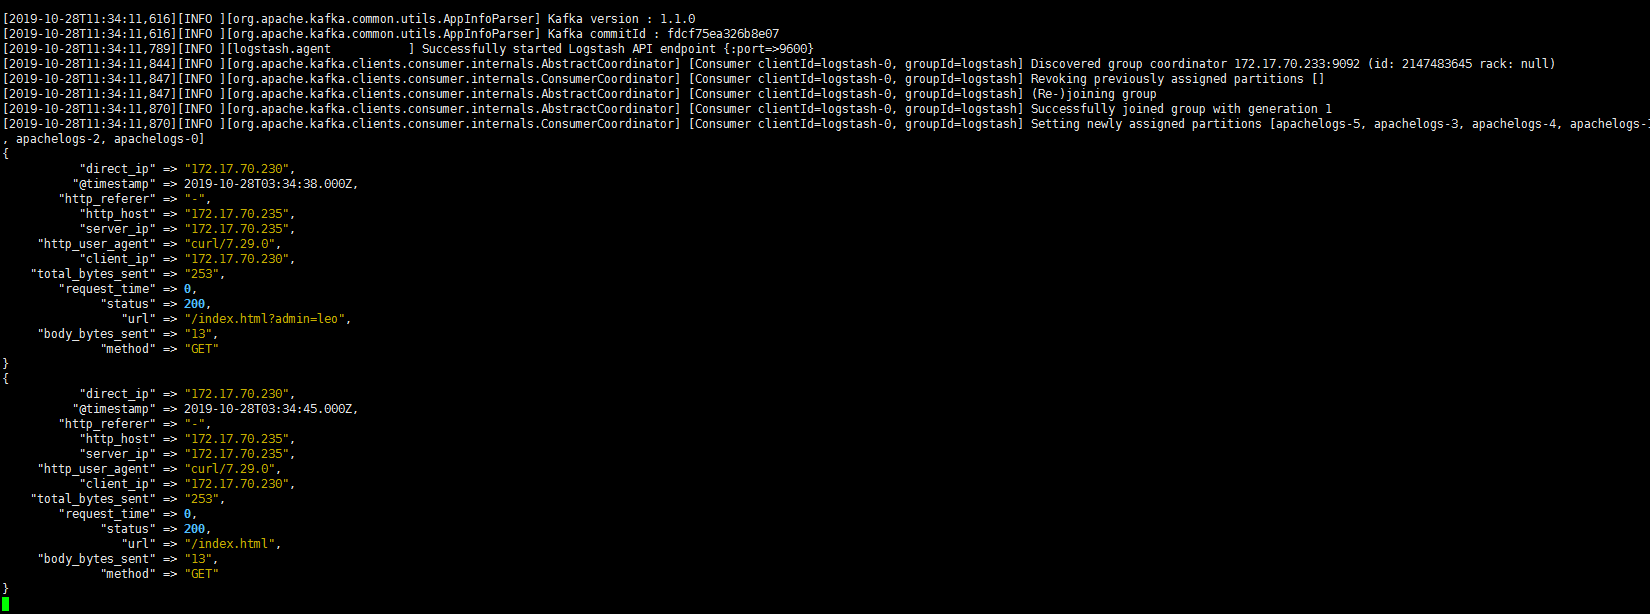 [2019-10-28T11:34:11,616][INFO ][org.apache.kafka.common.utils.AppInfoParser] Kafka version : 1.1.0
[2019-10-28T11:34:11,616][INFO ][org.apache.kafka.common.utils.AppInfoParser] Kafka commitId : fdcf75ea326b8e07
[2019-10-28T11:34:11,789][INFO ][logstash.agent           ] Successfully started Logstash API endpoint {:port=>9600}
[2019-10-28T11:34:11,844][INFO ][org.apache.kafka.clients.consumer.internals.AbstractCoordinator] [Consumer clientId=logstash-0, groupId=logstash] Discovered group coordinator 172.17.70.233:9092 (id: 2147483645 rack: null)
[2019-10-28T11:34:11,847][INFO ][org.apache.kafka.clients.consumer.internals.ConsumerCoordinator] [Consumer clientId=logstash-0, groupId=logstash] Revoking previously assigned partitions []
[2019-10-28T11:34:11,847][INFO ][org.apache.kafka.clients.consumer.internals.AbstractCoordinator] [Consumer clientId=logstash-0, groupId=logstash] (Re-)joining group
[2019-10-28T11:34:11,870][INFO ][org.apache.kafka.clients.consumer.internals.AbstractCoordinator] [Consumer clientId=logstash-0, groupId=logstash] Successfully joined group with generation 1
[2019-10-28T11:34:11,870][INFO ][org.apache.kafka.clients.consumer.internals.ConsumerCoordinator] [Consumer clientId=logstash-0, groupId=logstash] Setting newly assigned partitions [apachelogs-5, apachelogs-3, apachelogs-4, apachelogs-
, apachelogs-2, apachelogs-0]
{
"direct_ip" => "172.17.70.230",
"@timestamp" => 2019-10-28T03:34:38.000Z,
"http_referer" => "-",
"http_host" => "172.17.70.235",
"server_ip" => "172.17.70.235",
"http_user_agent" => "curl/7.29.0",
"client_ip" => "172.17.70.230",
"total_bytes_sent" => "253",
"request_time" => 0,
"status" => 200,
"url" => "/index.html?admin=leo",
"body_bytes_sent" => "13",
"method" => "GET"
}
{
"direct_ip" => "172.17.70.230",
"@timestamp" => 2019-10-28T03:34:45.000Z,
"http_referer" => "-",
"http_host" => "172.17.70.235",
"server_ip" => "172.17.70.235",
"http_user_agent" => "curl/7.29.0",
"client_ip" => "172.17.70.230",
"total_bytes_sent" => "253",
"request_time" => 0,
"status" => 200,
"url" => "/index.html",
"body_bytes_sent" => "13",
"method" => "GET"
}